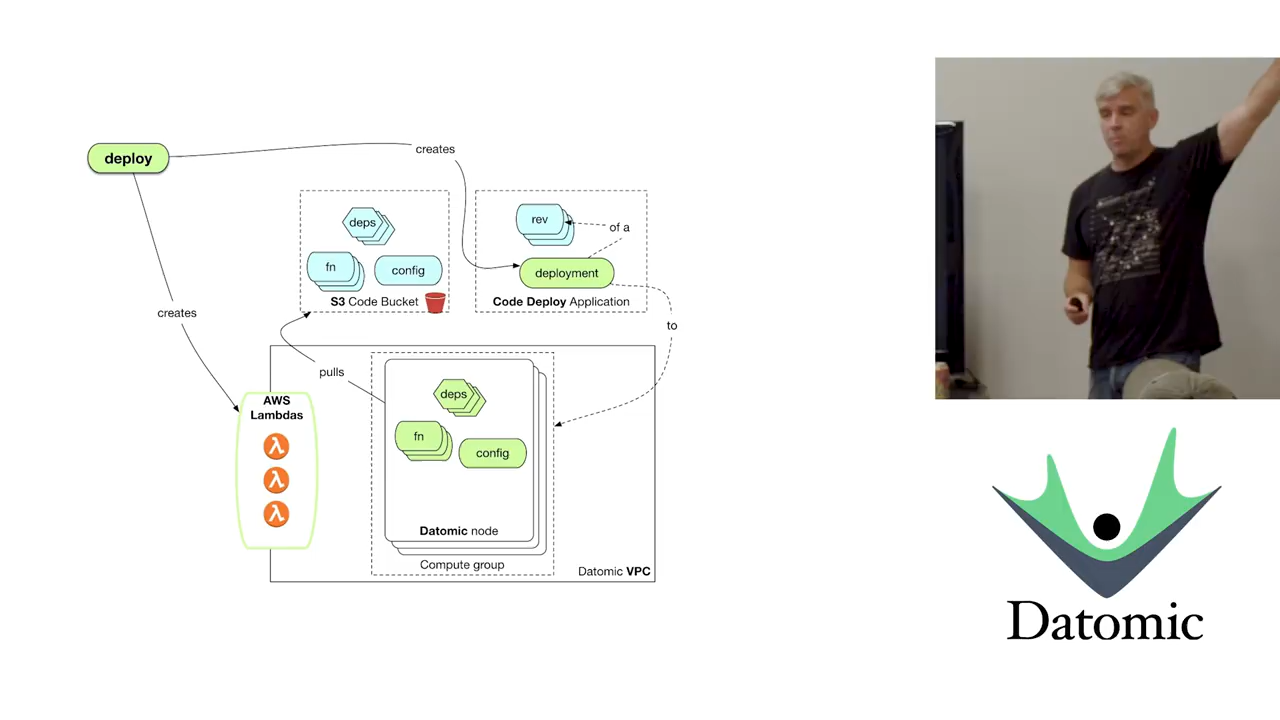 deploy
creates
deps
fn
config
S3 Code Bucket
rev
of a
deployment
Code Deploy Application
creates
to
pulls
AWS
Lambdas
deps
fn
config
Datomic node
Compute group
Datomic VPC
Datomic